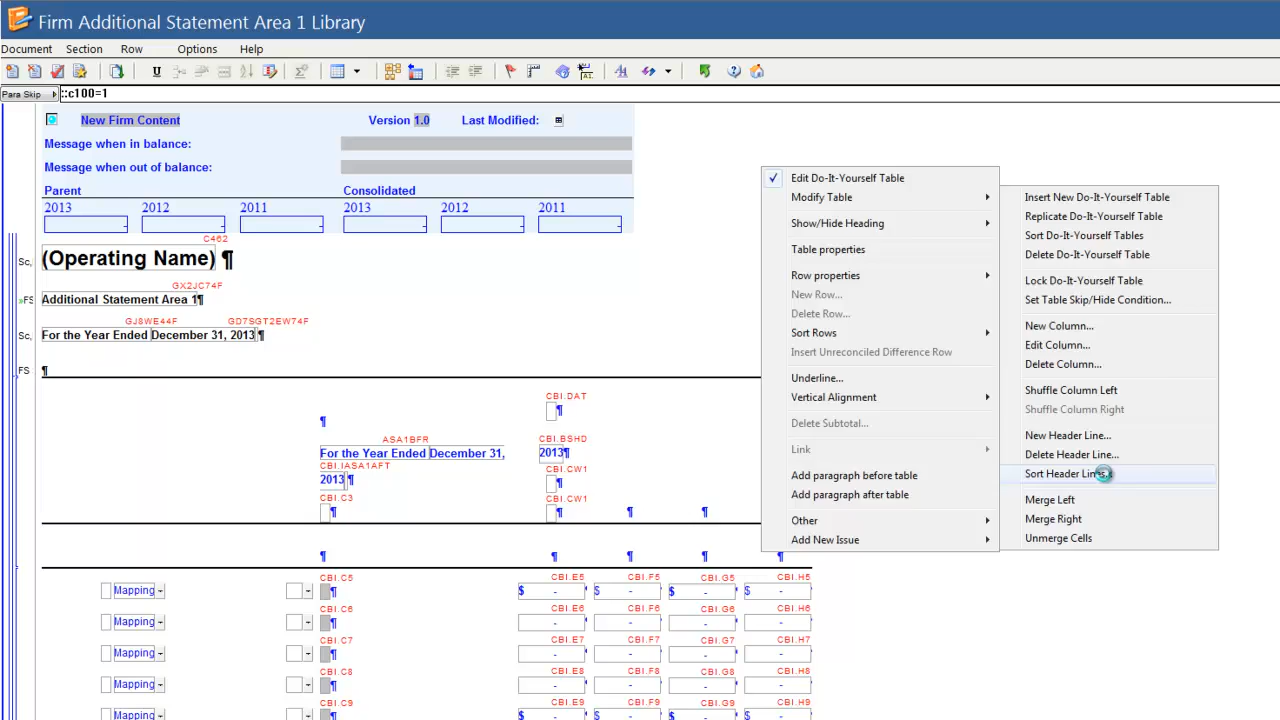 Firm Additional Statement Area 1 Library
Document Section Row Options Help
Para Skip ::c100=1
New Firm Content Version 1.0 Last Modified:
Message when in balance:
Message when out of balance:
Parent Consolidated
2013 2012 2011 2013 2012 2011
- - - - - -
C462
Sc, (Operating Name) ¶
GX2JC74F
»FS Additional Statement Area 1¶
GJ8WE44F GD7SGT2EW74F
Sc, For the Year Ended December 31, 2013 ¶
FS ¶
CBI.DAT
¶ ¶
ASA1BFR CBI.BSHD
For the Year Ended December 31, 2013¶
CBI.IASA1AFT CBI.CW1
2013 ¶ ¶
CBI.C3 CBI.CW1
¶ ¶ ¶ ¶
¶ ¶ ¶ ¶ ¶
CBI.C5 CBI.E5 CBI.F5 CBI.G5 CBI.H5
Mapping ¶ $ - $ - $ - $ -
CBI.C6 CBI.E6 CBI.F6 CBI.G6 CBI.H6
Mapping ¶ - - - -
CBI.C7 CBI.E7 CBI.F7 CBI.G7 CBI.H7
Mapping ¶ - - - -
CBI.C8 CBI.E8 CBI.F8 CBI.G8 CBI.H8
Mapping ¶ - - - -
CBI.C9 CBI.E9 CBI.F9 CBI.G9 CBI.H9
Mapping ¶ - - - -
Edit Do-It-Yourself Table
Modify Table
Show/Hide Heading
Table properties
Row properties
New Row...
Delete Row...
Sort Rows
Insert Unreconciled Difference Row
Underline...
Vertical Alignment
Delete Subtotal...
Link
Add paragraph before table
Add paragraph after table
Other
Add New Issue
Insert New Do-It-Yourself Table
Replicate Do-It-Yourself Table
Sort Do-It-Yourself Tables
Delete Do-It-Yourself Table
Lock Do-It-Yourself Table
Set Table Skip/Hide Condition...
New Column...
Edit Column...
Delete Column...
Shuffle Column Left
Shuffle Column Right
New Header Line...
Delete Header Line...
Sort Header Lines...
Merge Left
Merge Right
Unmerge Cells